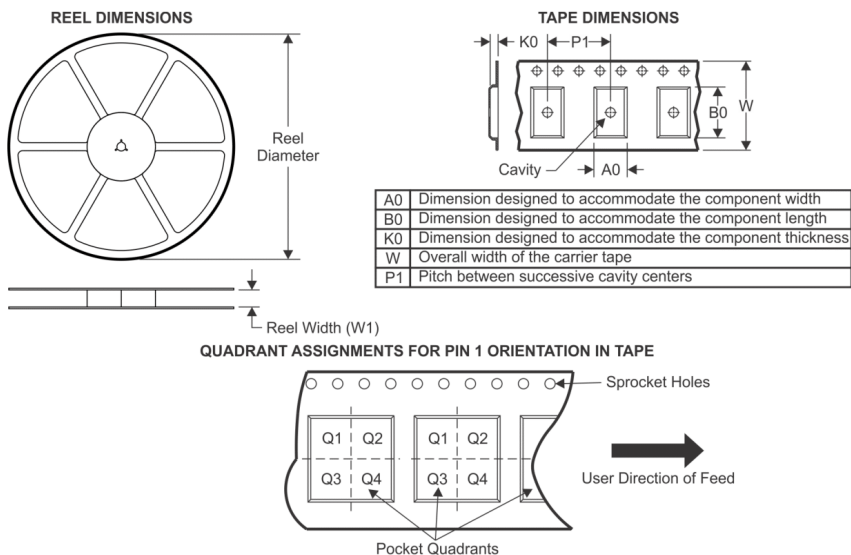 REEL DIMENSIONS
Reel
Diameter
Reel Width (W1)
TAPE DIMENSIONS
K0 P1
B0 W
Cavity
A0
A0 Dimension designed to accommodate the component width
B0 Dimension designed to accommodate the component length
K0 Dimension designed to accommodate the component thickness
W Overall width of the carrier tape
P1 Pitch between successive cavity centers
QUADRANT ASSIGNMENTS FOR PIN 1 ORIENTATION IN TAPE
Sprocket Holes
Q1 Q2 Q1 Q2
Q3 Q4 Q3 Q4
User Direction of Feed
Pocket Quadrants